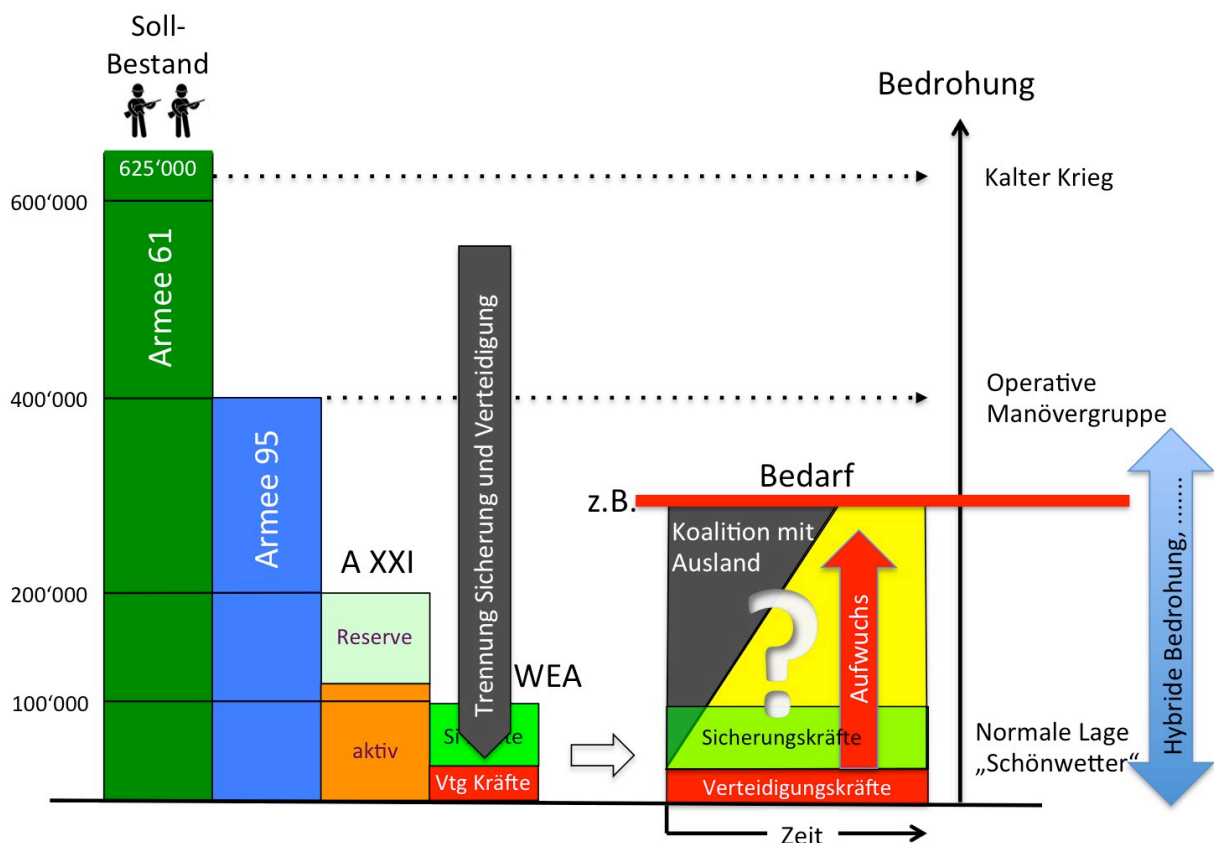 Soll-
Bestand
625‘000
600‘000
400‘000
200‘000
100‘000
Armee 61
Armee 95
A XXI
Reserve
aktiv
Trennung Sicherung und Verteidigung
WEA
Vtg Kräfte
z.B.
Bedarf
Koalition mit
Ausland
?
Aufwuchs
Sicherungskräfte
Verteidigungskräfte
Zeit
Bedrohung
Kalter Krieg
Operative
Manövergruppe
Normale Lage
„Schönwetter“
Hybride Bedrohung, .......